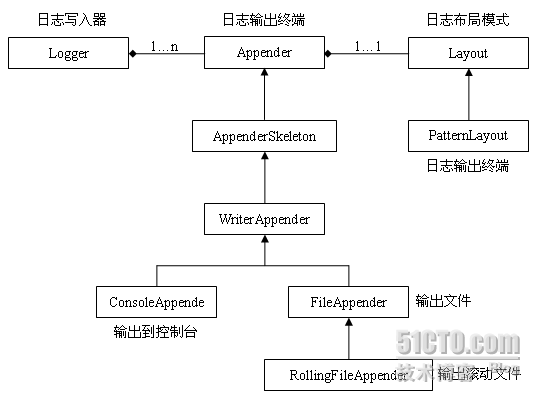 日志写入器
日志输出终端
日志布局模式
Logger
1...n
Appender
1...1
Layout
AppenderSkeleton
PatternLayout
日志输出终端
WriterAppender
ConsoleAppende
FileAppender
输出文件
输出到控制台
51CTO.com
技术博客 Blog
RollingFileAppender
输出滚动文件